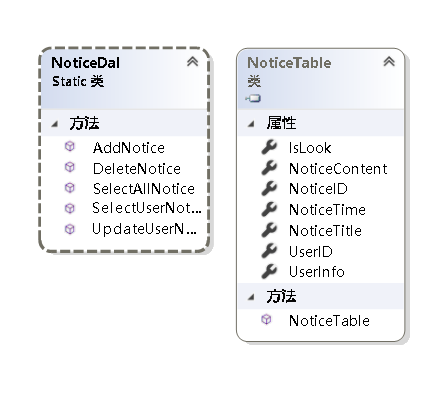 NoticeDal
Static 类
方法
AddNotice
DeleteNotice
SelectAllNotice
SelectUserNot...
UpdateUserN...
NoticeTable
类
属性
IsLook
NoticeContent
NoticeID
NoticeTime
NoticeTitle
UserID
UserInfo
方法
NoticeTable